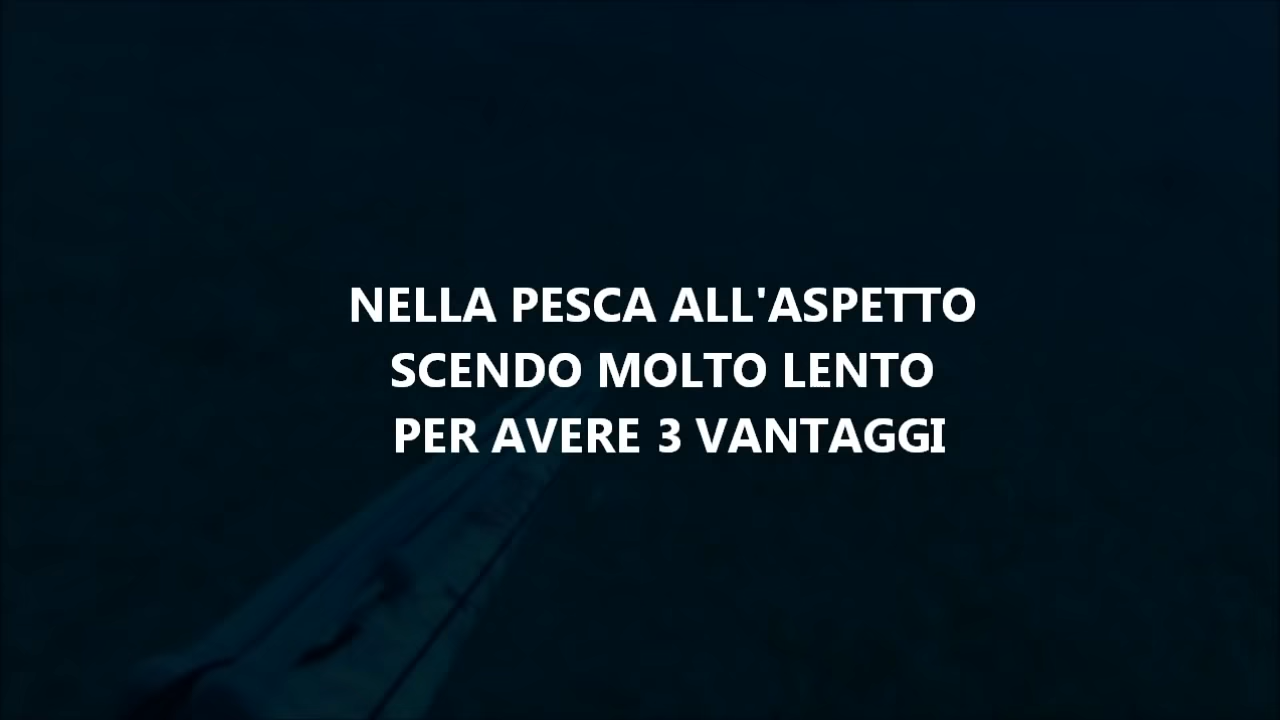 NELLA PESCA ALL'ASPETTO
SCENDO MOLTO LENTO
PER AVERE 3 VANTAGGI